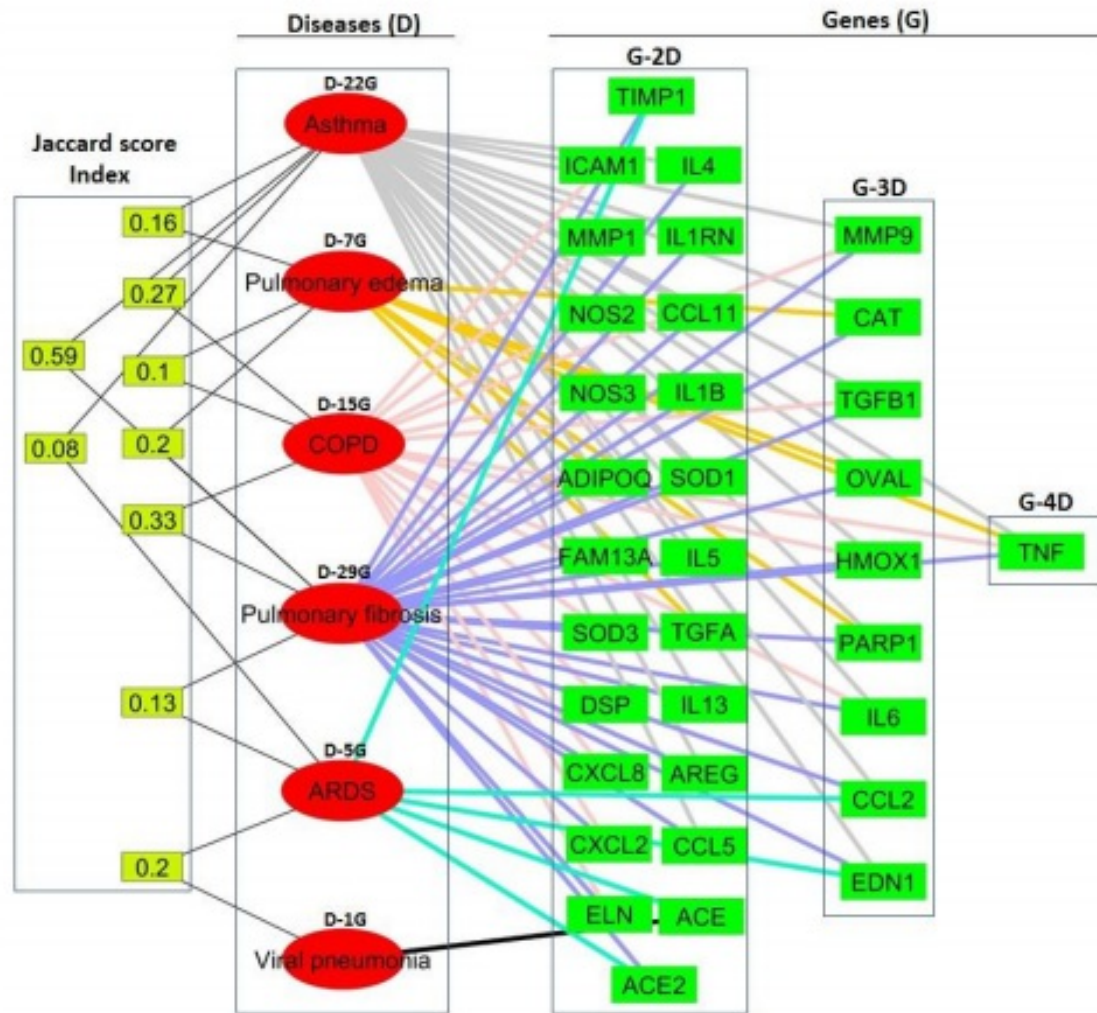 Diseases (D)
Genes (G)
Jaccard score
Index
0.16
0.27
0.59
0.1
0.08
0.2
0.33
0.13
0.2
D-22G
Asthma
D-7G
Pulmonary edema
D-15G
COPD
D-29G
Pulmonary fibrosis
D-5G
ARDS
D-1G
Viral pneumonia
G-2D
TIMP1
ICAM1 IL4
MMP1 IL1RN
NOS2 CCL11
NOS3 IL1B
ADIPOQ SOD1
FAM13A IL5
SOD3 TGFA
DSP IL13
CXCL8 AREG
CXCL2 CCL5
ELN ACE
ACE2
G-3D
MMP9
CAT
TGFB1
OVAL
HMOX1
PARP1
IL6
CCL2
EDN1
G-4D
TNF